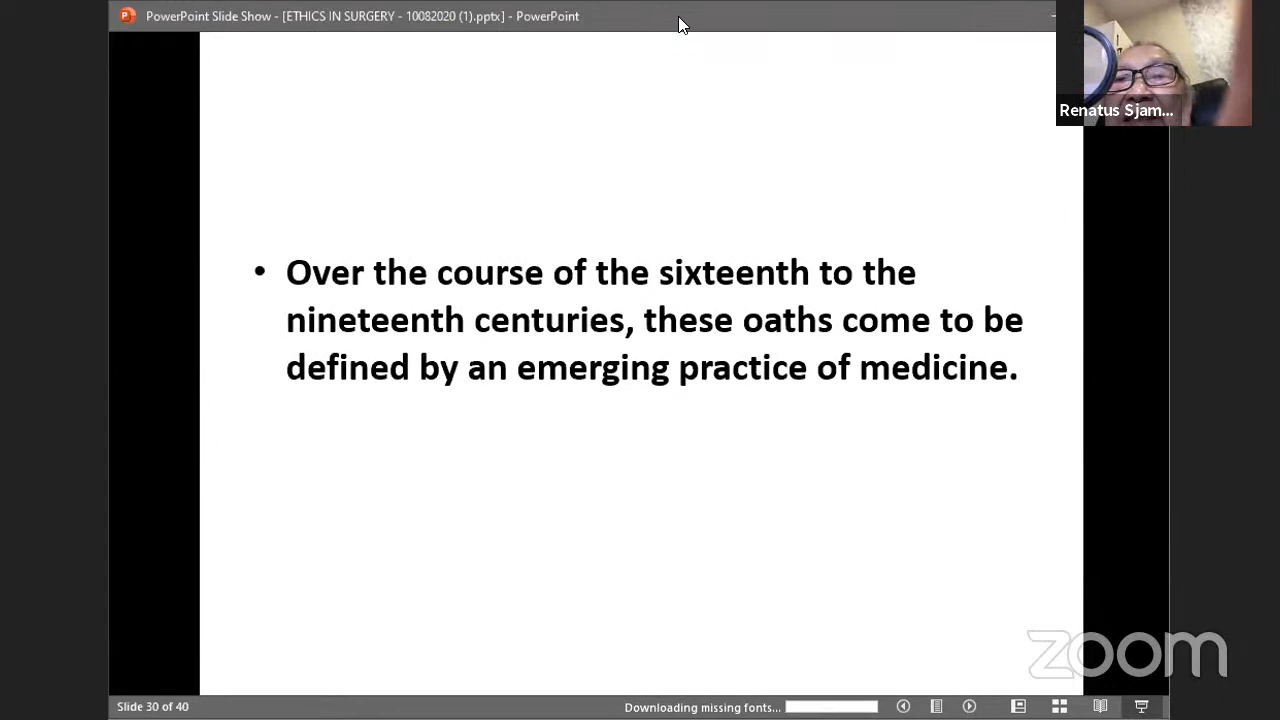 PowerPoint Slide Show - [ETHICS IN SURGERY - 10082020 (1).pptx] - PowerPoint
Renatus Sjam...
• Over the course of the sixteenth to the
nineteenth centuries, these oaths come to be
defined by an emerging practice of medicine.
zoom
Slide 30 of 40
Downloading missing fonts...